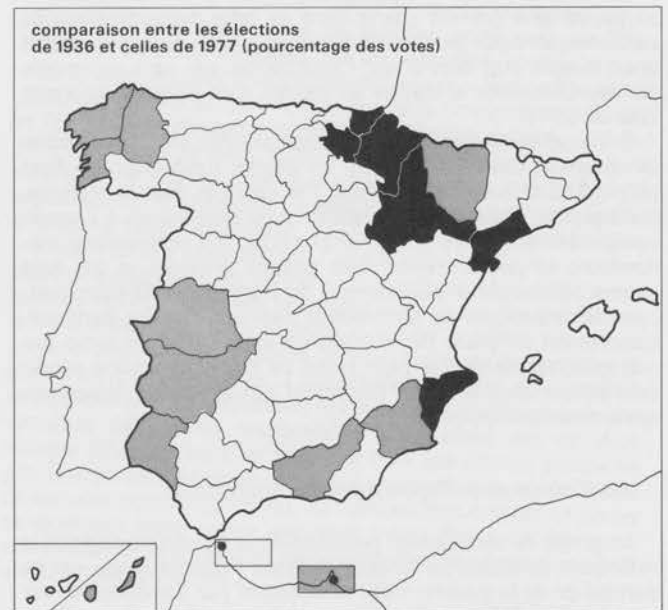 comparaison entre les élections
de 1936 et celles de 1977 (pourcentage des votes)